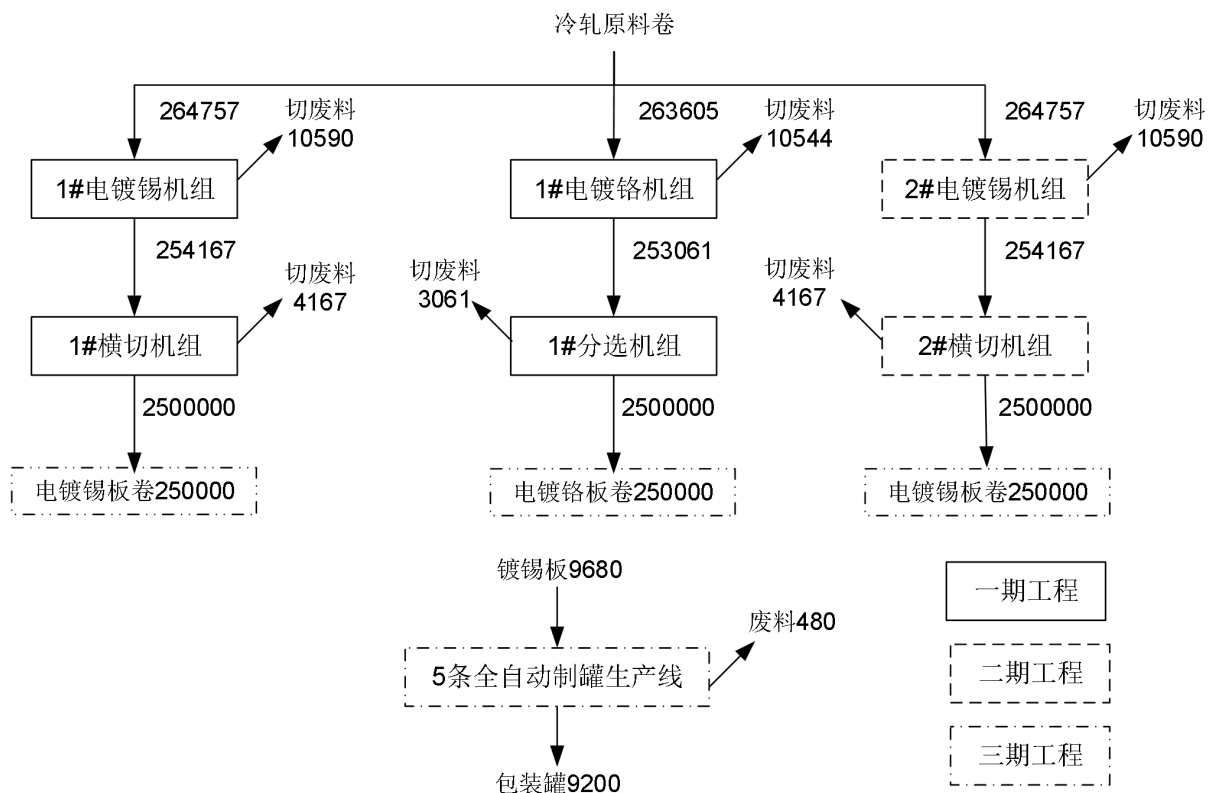 冷轧原料卷
264757
切废料
10590
263605
切废料
10544
264757
切废料
10590
1#电镀锡机组
1#电镀铬机组
2#电镀锡机组
254167
切废料
4167
253061
切废料
3061
254167
切废料
4167
1#横切机组
1#分选机组
2#横切机组
2500000
2500000
2500000
电镀锡板卷250000
电镀铬板卷250000
电镀锡板卷250000
镀锡板9680
废料480
5条全自动制罐生产线
包装罐9200
一期工程
二期工程
三期工程